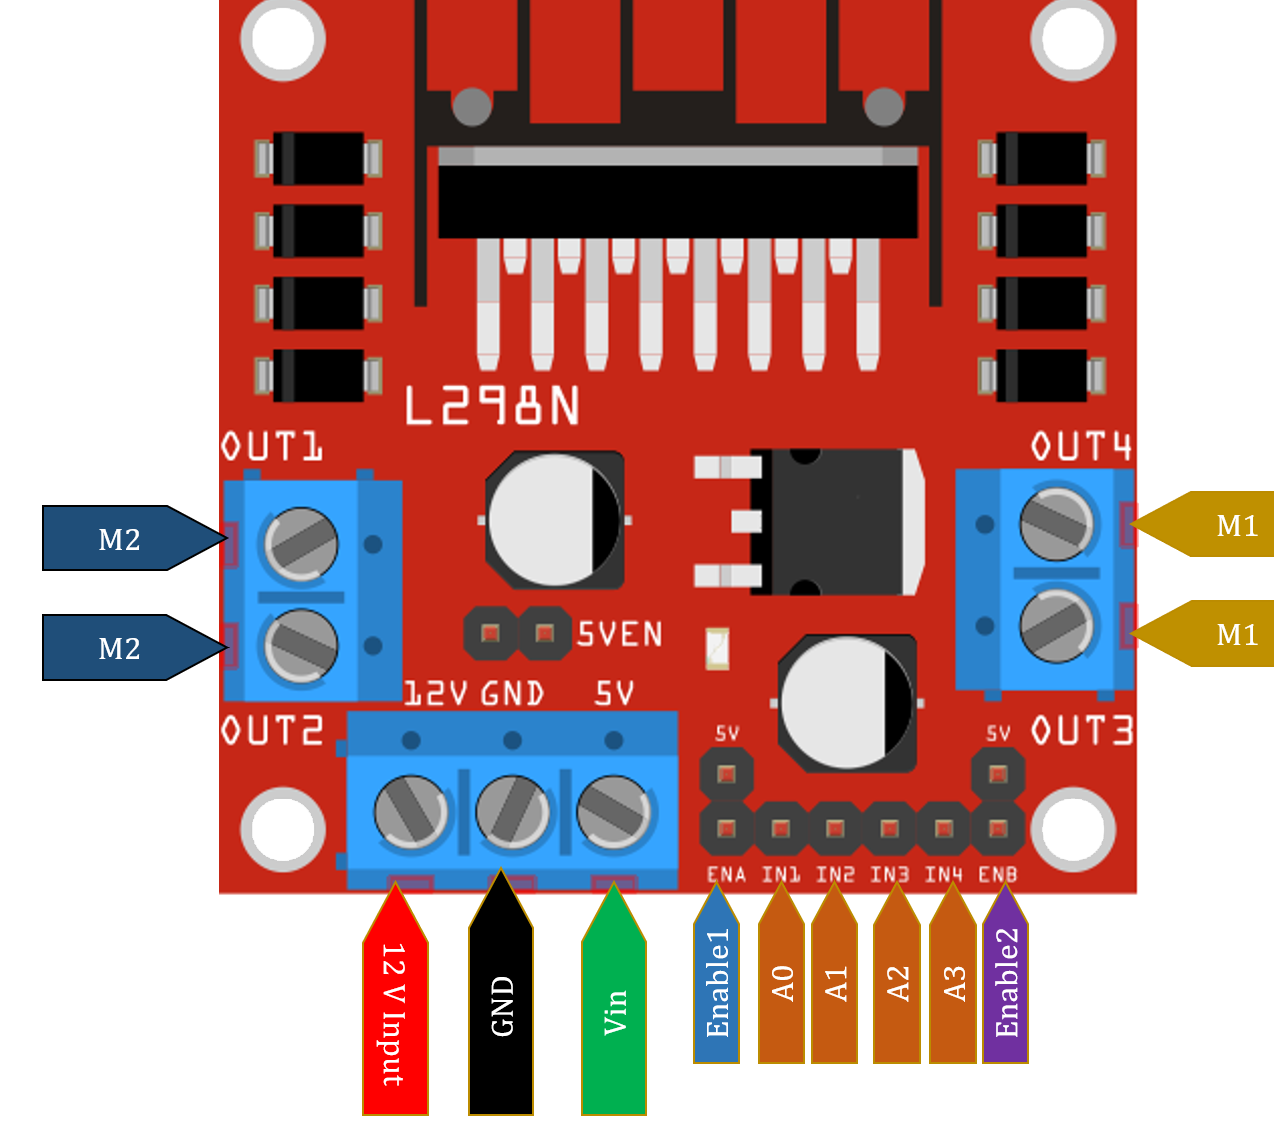 L298N
OUT1
OUT4
M2
M1
5VEN
M2
M1
12V GND 5V
OUT2
5V
5V
OUT3
ENA IN1 IN2 IN3 IN4 ENB
12 V Input
GND
Vin
Enable1
A0
A1
A2
A3
Enable2